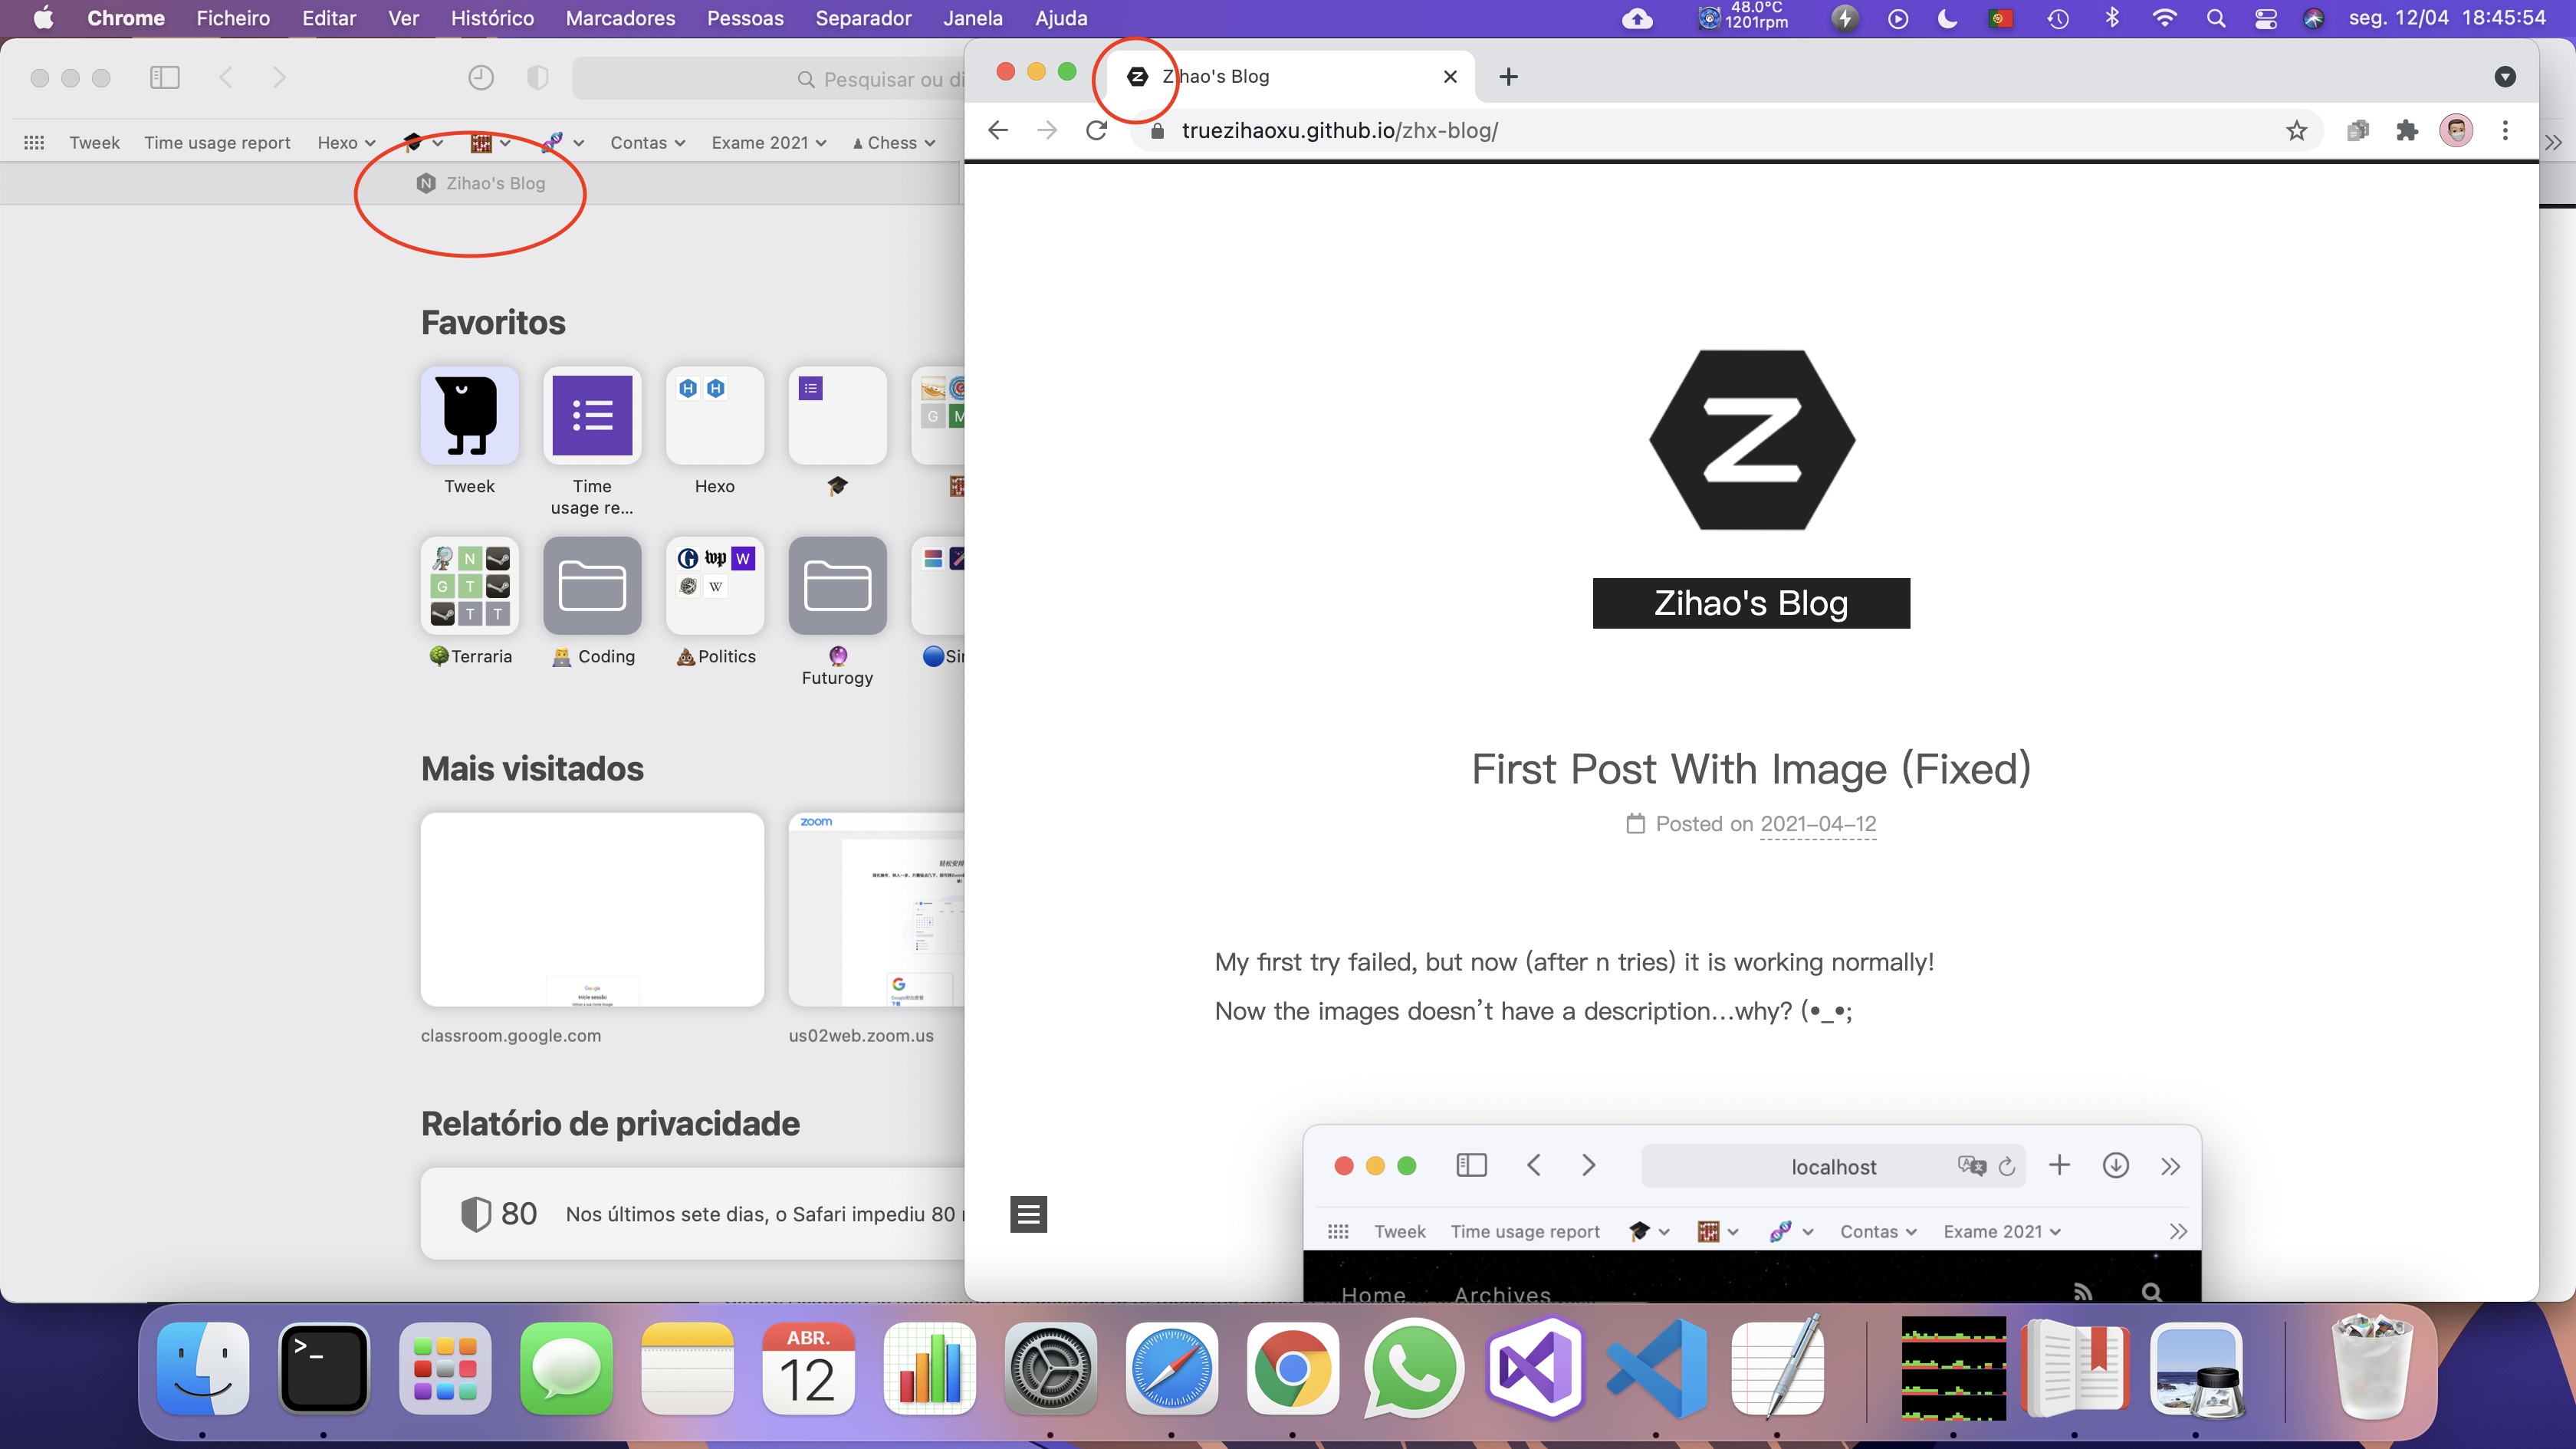 Chrome Ficheiro Editar Ver Histórico Marcadores Pessoas Separador Janela Ajuda
48.0°C
1201rpm
seg. 12/04 18:45:54
Pesquisar ou di
Tweek Time usage report Hexo Contas Exame 2021 Chess
N Zihao's Blog
Favoritos
Tweek
Time
usage re...
Hexo
G M
N
G T
T T
wp W
W
Terraria
Coding
Politics
Futurogy
Sir
Mais visitados
zoom
Google
Inicie sessão
classroom.google.com
us02web.zoom.us
Relatório de privacidade
80 Nos últimos sete dias, o Safari impediu 80
Z Zihao's Blog
truezihaoxu.github.io/zhx-blog/
Z
Zihao's Blog
First Post With Image (Fixed)
Posted on 2021-04-12
My first try failed, but now (after n tries) it is working normally!
Now the images doesn't have a description...why? (•_•;
localhost
Tweek Time usage report Contas Exame 2021
Home Archives
>_
ABR.
12